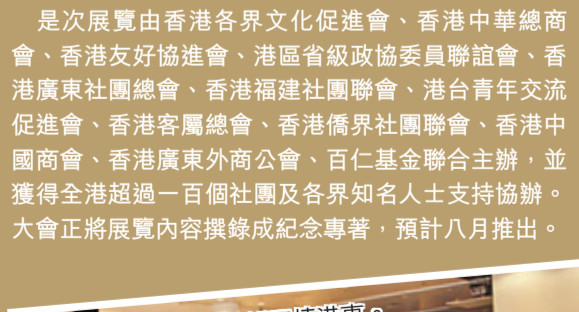 是次展覽由香港各界文化促進會、香港中華總商
會、香港友好協進會、港區省級政協委員聯誼會、香
港廣東社團總會、香港福建社團聯會、港台青年交流
促進會、香港客屬總會、香港僑界社團聯會、香港中
國商會、香港廣東外商公會、百仁基金聯合主辦，並
獲得全港超過一百個社團及各界知名人士支持協辦。
大會正將展覽內容撰錄成紀念專著，預計八月推出。